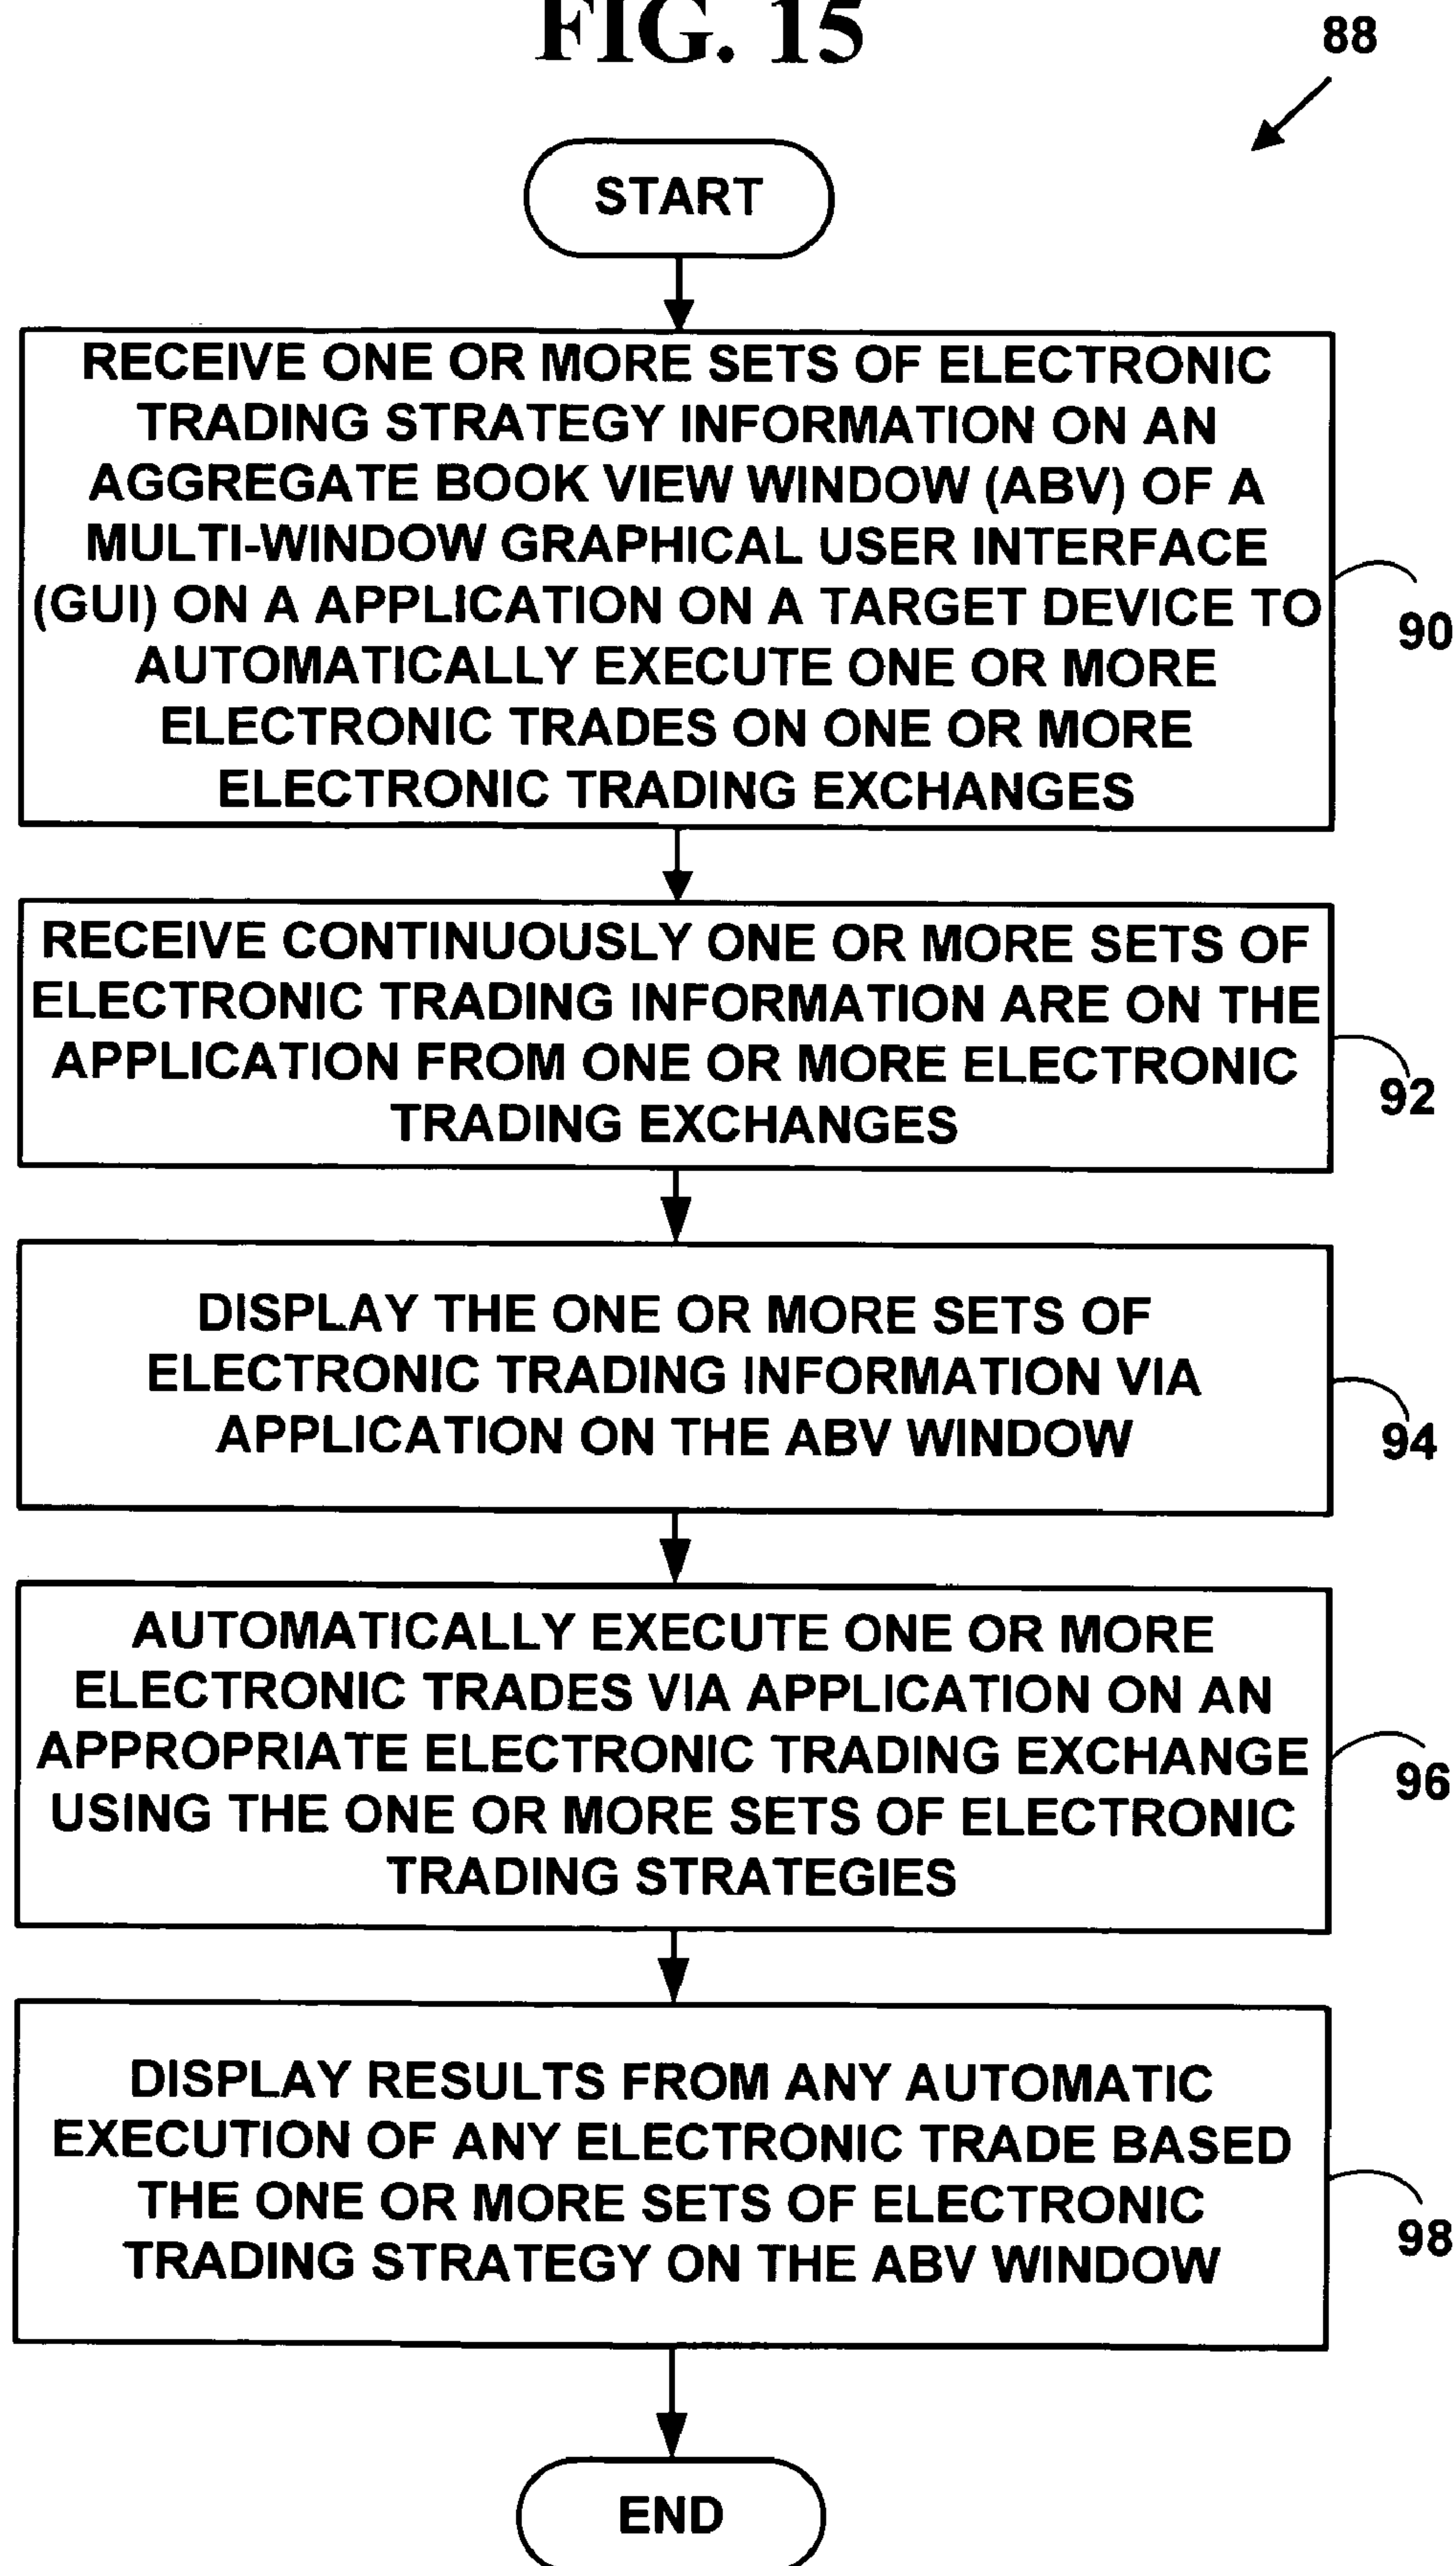 FIG. 15
88
START
RECEIVE ONE OR MORE SETS OF ELECTRONIC
TRADING STRATEGY INFORMATION ON AN
AGGREGATE BOOK VIEW WINDOW (ABV) OF A
MULTI-WINDOW GRAPHICAL USER INTERFACE
(GUI) ON A APPLICATION ON A TARGET DEVICE TO
AUTOMATICALLY EXECUTE ONE OR MORE
ELECTRONIC TRADES ON ONE OR MORE
ELECTRONIC TRADING EXCHANGES
90
RECEIVE CONTINUOUSLY ONE OR MORE SETS OF
ELECTRONIC TRADING INFORMATION ARE ON THE
APPLICATION FROM ONE OR MORE ELECTRONIC
TRADING EXCHANGES
92
DISPLAY THE ONE OR MORE SETS OF
ELECTRONIC TRADING INFORMATION VIA
APPLICATION ON THE ABV WINDOW
94
AUTOMATICALLY EXECUTE ONE OR MORE
ELECTRONIC TRADES VIA APPLICATION ON AN
APPROPRIATE ELECTRONIC TRADING EXCHANGE
USING THE ONE OR MORE SETS OF ELECTRONIC
TRADING STRATEGIES
96
DISPLAY RESULTS FROM ANY AUTOMATIC
EXECUTION OF ANY ELECTRONIC TRADE BASED
THE ONE OR MORE SETS OF ELECTRONIC
TRADING STRATEGY ON THE ABV WINDOW
98
END